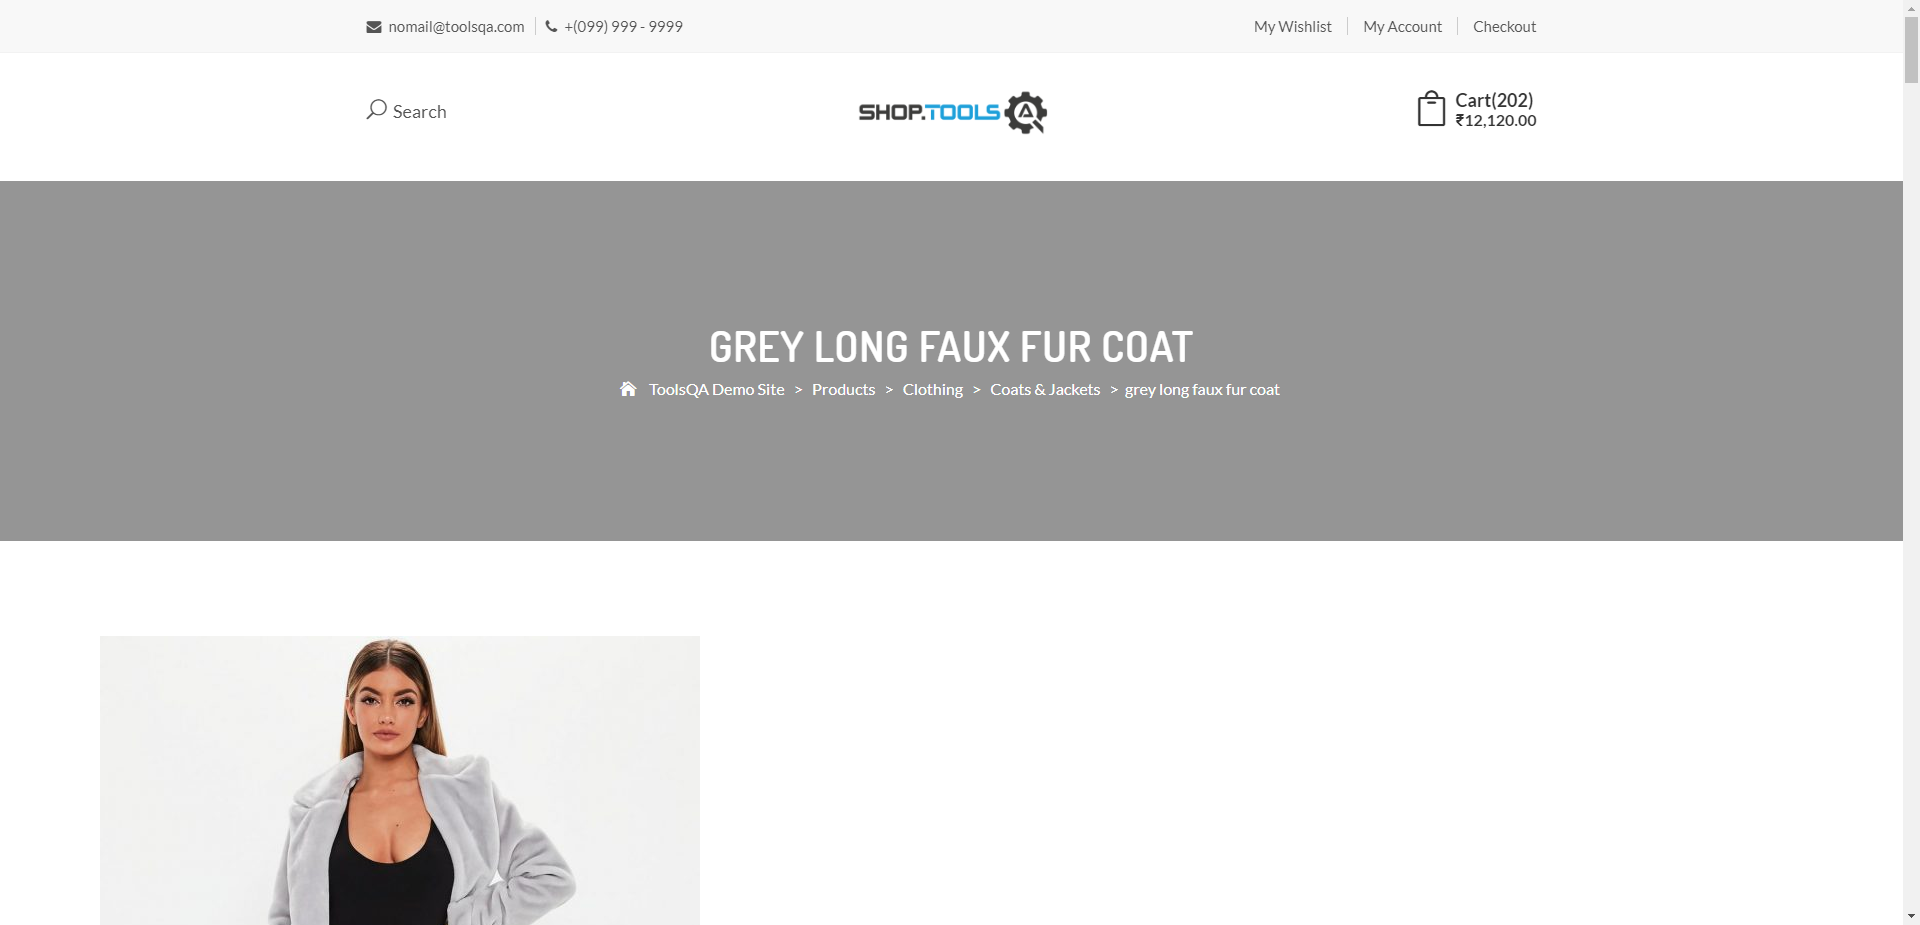 nomail@toolsqa.com +(099) 999 - 9999 My Wishlist My Account Checkout
Search
SHOP.TOOLS QA
Cart(202)
₹12,120.00
GREY LONG FAUX FUR COAT
ToolsQA Demo Site > Products > Clothing > Coats & Jackets > grey long faux fur coat